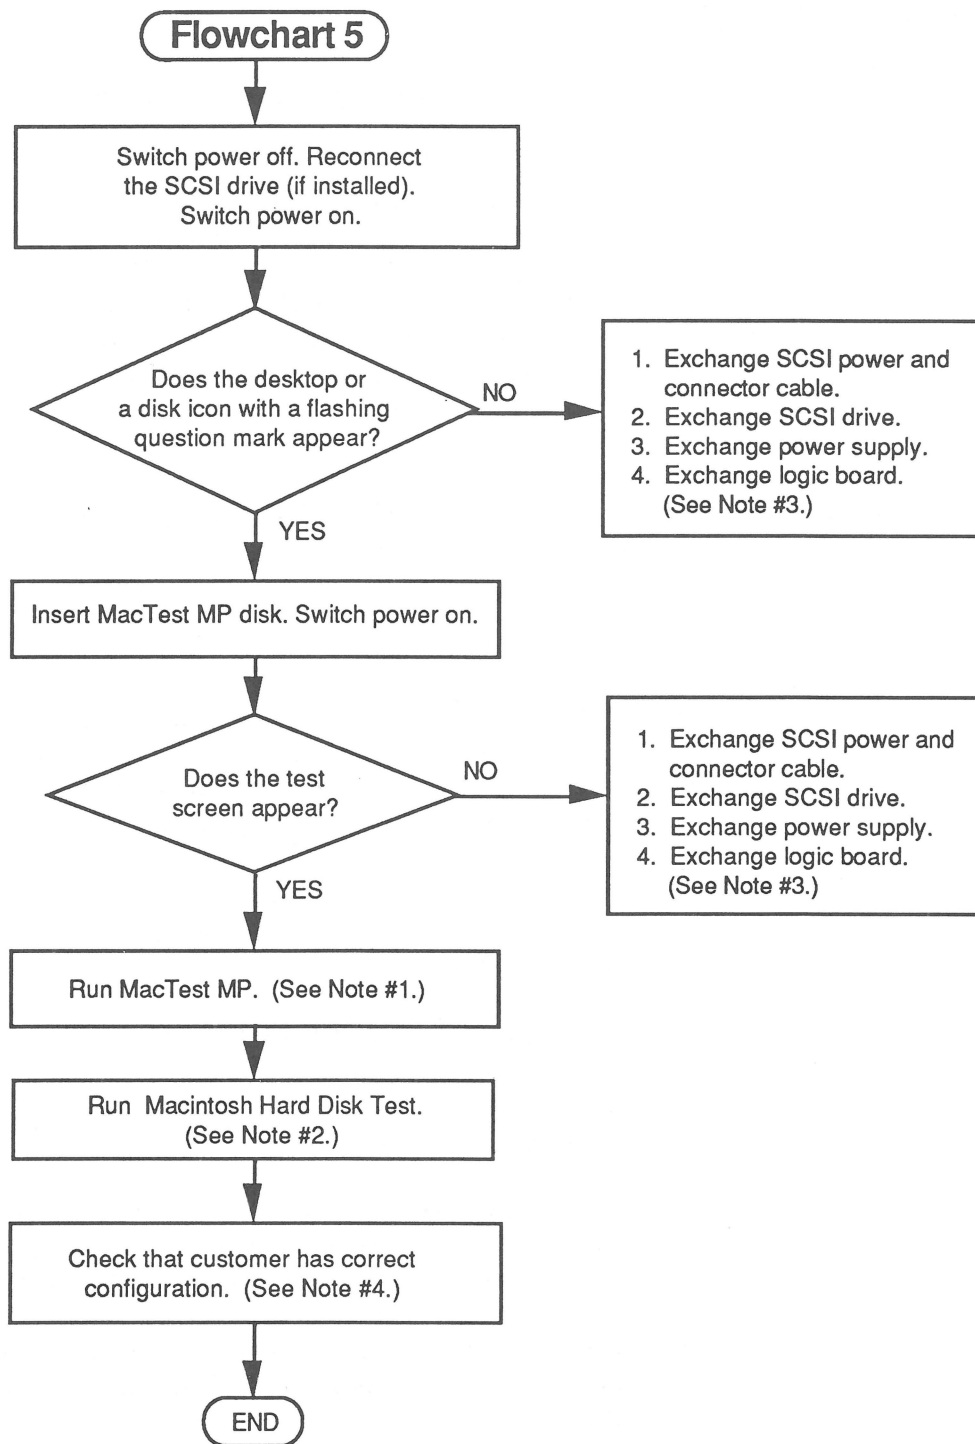 Flowchart 5
Switch power off. Reconnect
the SCSI drive (if installed).
Switch power on.
Does the desktop or
a disk icon with a flashing
question mark appear?
NO
1. Exchange SCSI power and
connector cable.
2. Exchange SCSI drive.
3. Exchange power supply.
4. Exchange logic board.
(See Note #3.)
YES
Insert MacTest MP disk. Switch power on.
Does the test
screen appear?
NO
1. Exchange SCSI power and
connector cable.
2. Exchange SCSI drive.
3. Exchange power supply.
4. Exchange logic board.
(See Note #3.)
YES
Run MacTest MP. (See Note #1.)
Run Macintosh Hard Disk Test.
(See Note #2.)
Check that customer has correct
configuration. (See Note #4.)
END